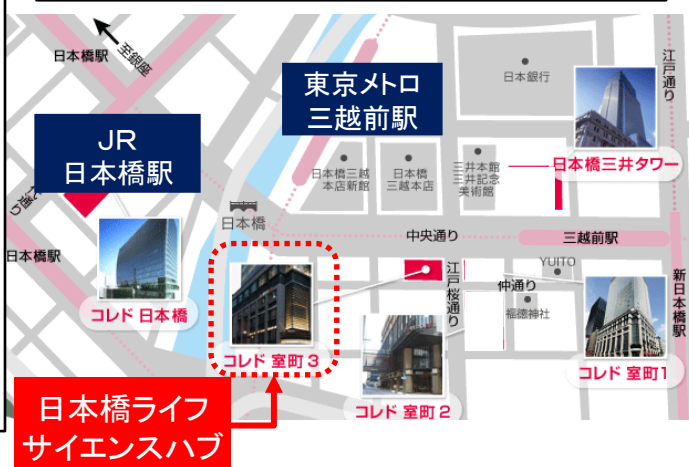 日本橋駅
至銀座
JR
日本橋駅
東京メトロ
三越前駅
日本銀行
江戸通り
日本橋三越
本店新館
日本橋
三越本店
三井本館
三井記念
美術館
日本橋三井タワー
日本橋
中央通り
三越前駅
日本橋駅
コレド 日本橋
コレド 室町3
江戸桜通り
仲通り
YUITO
福徳神社
新日本橋駅
コレド 室町2
コレド 室町1
日本橋ライフ
サイエンスハブ